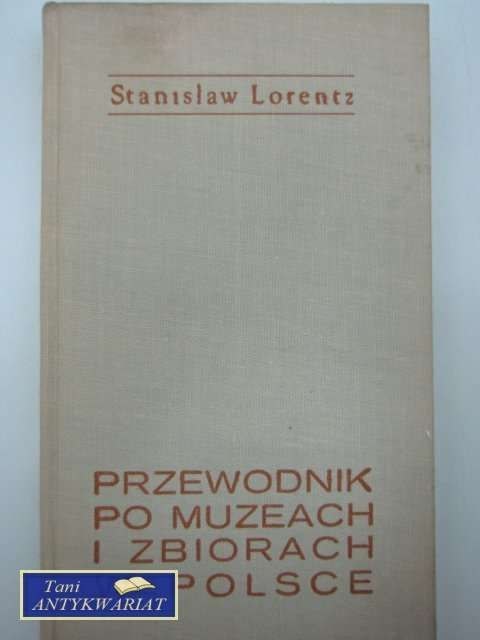 Stanisław Lorentz
PRZEWODNIK
PO MUZEACH
I ZBIORACH
POLSCE
Tani
ANTYKWARIAT